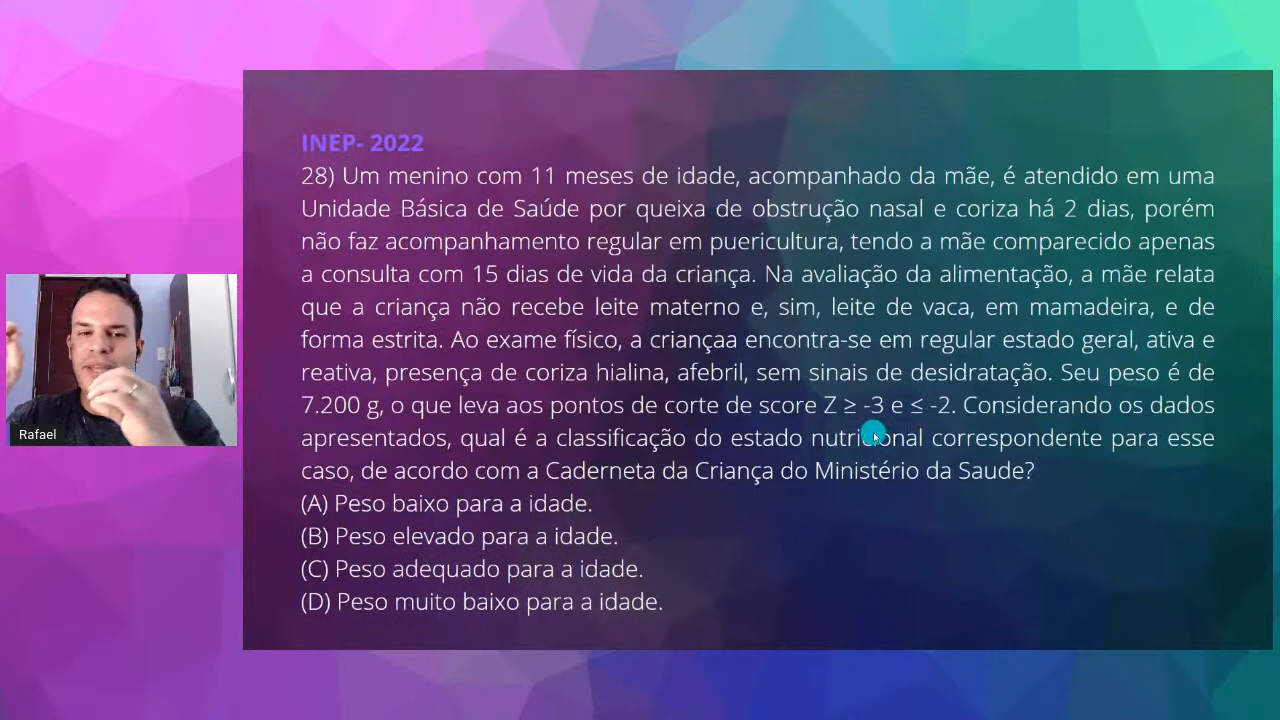 INEP- 2022
28) Um menino com 11 meses de idade, acompanhado da mãe, é atendido em uma
Unidade Básica de Saúde por queixa de obstrução nasal e coriza há 2 dias, porém
não faz acompanhamento regular em puericultura, tendo a mãe comparecido apenas
a consulta com 15 dias de vida da criança. Na avaliação da alimentação, a mãe relata
que a criança não recebe leite materno e, sim, leite de vaca, em mamadeira, e de
forma estrita. Ao exame físico, a criançaa encontra-se em regular estado geral, ativa e
reativa, presença de coriza hialina, afebril, sem sinais de desidratação. Seu peso é de
7.200 g, o que leva aos pontos de corte de score Z ≥ -3 e ≤ -2. Considerando os dados
apresentados, qual é a classificação do estado nutricional correspondente para esse
caso, de acordo com a Caderneta da Criança do Ministério da Saude?
(A) Peso baixo para a idade.
(B) Peso elevado para a idade.
(C) Peso adequado para a idade.
(D) Peso muito baixo para a idade.
Rafael